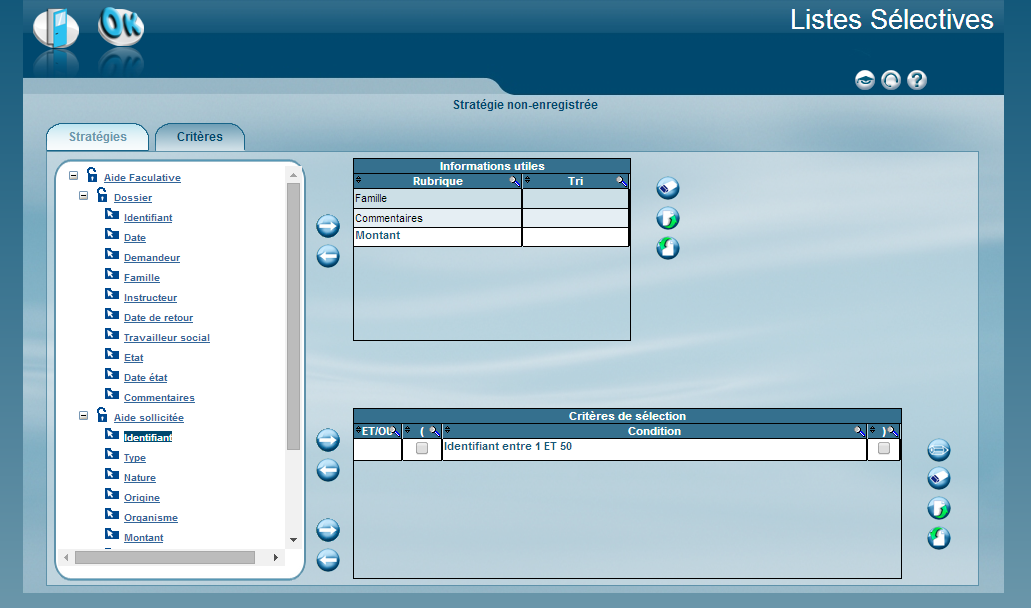 OK
Listes Sélectives
?
Stratégie non-enregistrée
Stratégies
Critères
Aide Faculative
Dossier
Identifiant
Date
Demandeur
Famille
Instructeur
Date de retour
Travailleur social
Etat
Date état
Commentaires
Aide sollicitée
Identifiant
Type
Nature
Origine
Organisme
Montant
Informations utiles
Rubrique Tri
Famille
Commentaires
Montant
Critères de sélection
ET/OU ( Condition )
Identifiant entre 1 ET 50